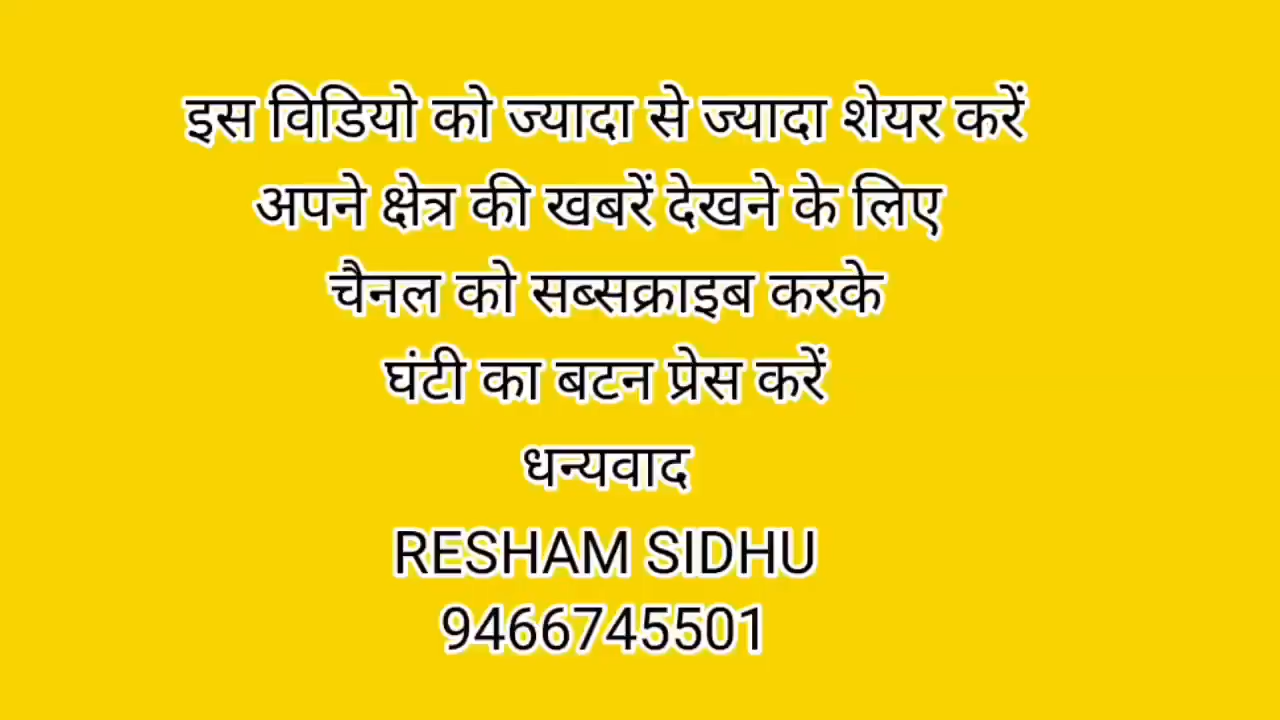 इस विडियो को ज्यादा से ज्यादा शेयर करें
अपने क्षेत्र की खबरें देखने के लिए
चैनल को सब्सक्राइब करके
घंटी का बटन प्रेस करें
धन्यवाद
RESHAM SIDHU
9466745501